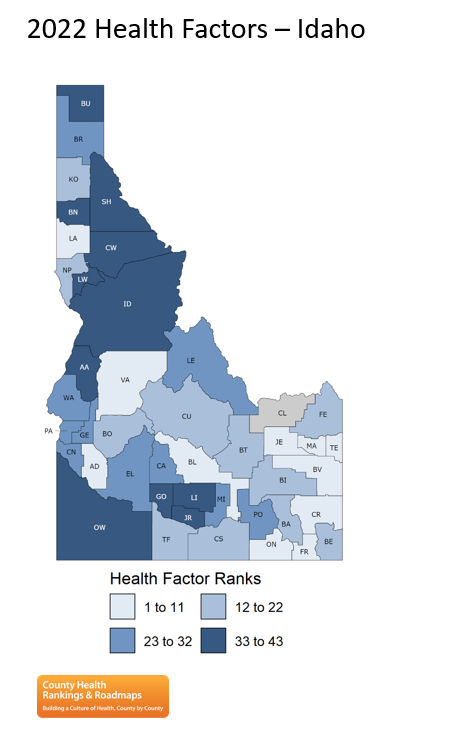 2022 Health Factors – Idaho
BU
BR
KO
SH
BN
LA
CW
NP
LW
ID
LE
AA
VA
WA
CL
FE
CU
PA
GE
BO
JE
MA
TE
CN
BT
AD
BL
CA
BV
EL
BI
GO
LI
MI
JR
PO
CR
BA
OW
TF
CS
BE
ON
FR
Health Factor Ranks
1 to 11
12 to 22
23 to 32
33 to 43
County Health
Rankings & Roadmaps
Building a Culture of Health, County by County